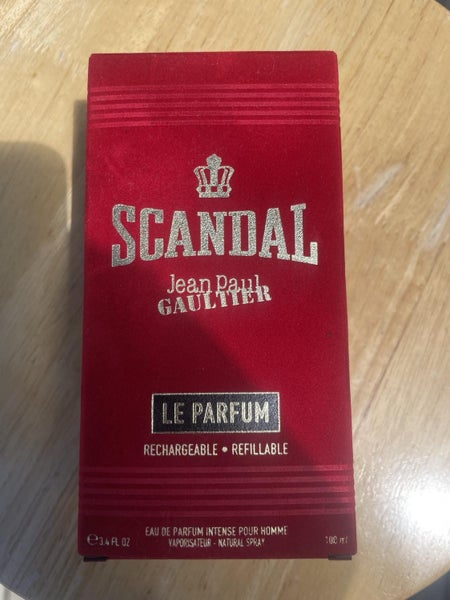 SCANDAL
Jean Paul
GAULTIER
LE PARFUM
RECHARGEABLE • REFILLABLE
EAU DE PARFUM INTENSE POUR HOMME
℮3.4 FL. OZ VAPORISATEUR - NATURAL SPRAY 100 ml